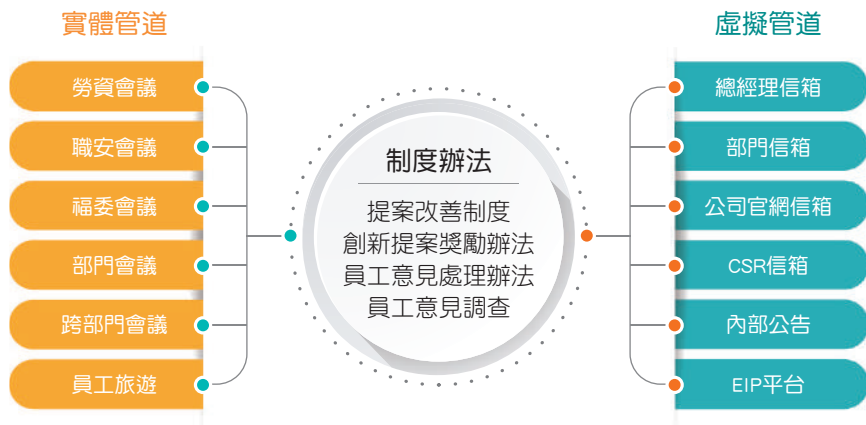 實體管道
勞資會議
職安會議
福委會議
部門會議
跨部門會議
員工旅遊
制度辦法
提案改善制度
創新提案獎勵辦法
員工意見處理辦法
員工意見調查
虛擬管道
總經理信箱
部門信箱
公司官網信箱
CSR信箱
內部公告
EIP平台